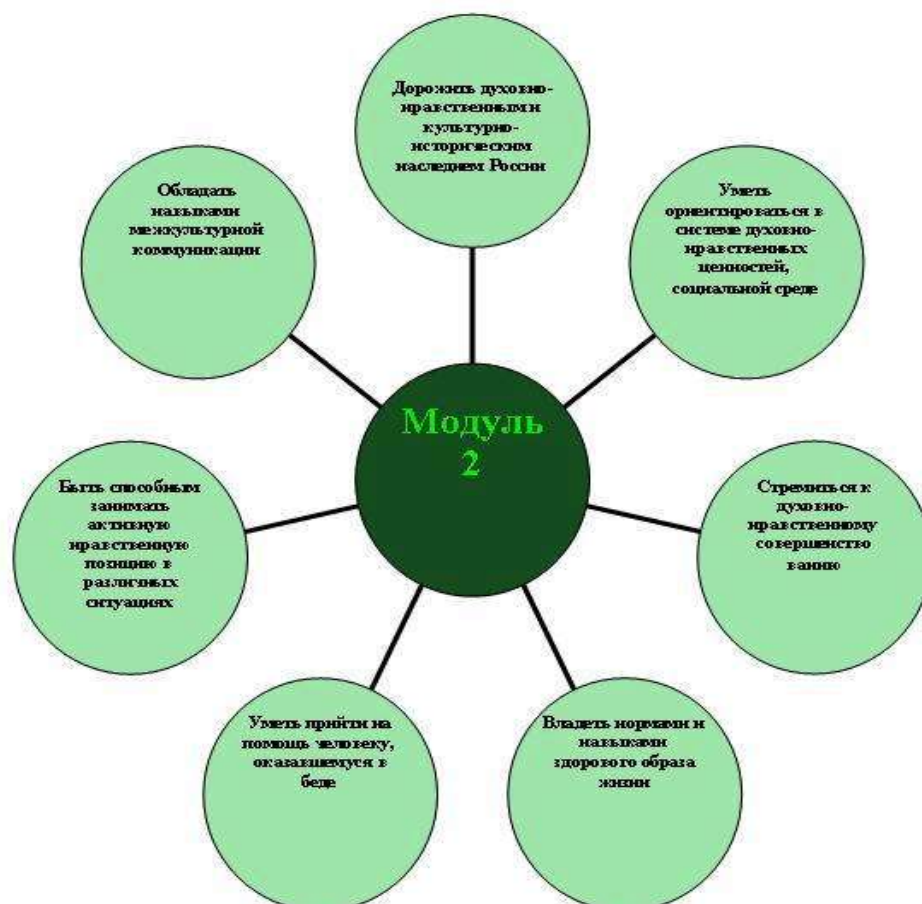 Дорожить духовно-
нравственным и
культурно-
историческим
наследием России
Уметь
ориентироваться в
системе духовно-
нравственных
ценностей,
социальной среде
Стремиться к
духовно-
нравственному
совершенство
ванию
Владеть нормами и
навыками
здорового образа
жизни
Уметь прийти на
помощь человеку,
оказавшемуся в
беде
Быть способным
занимать
активную
нравственную
позицию в
различных
ситуациях
Обладать
навыками
межкультурной
коммуникации
Модуль
2